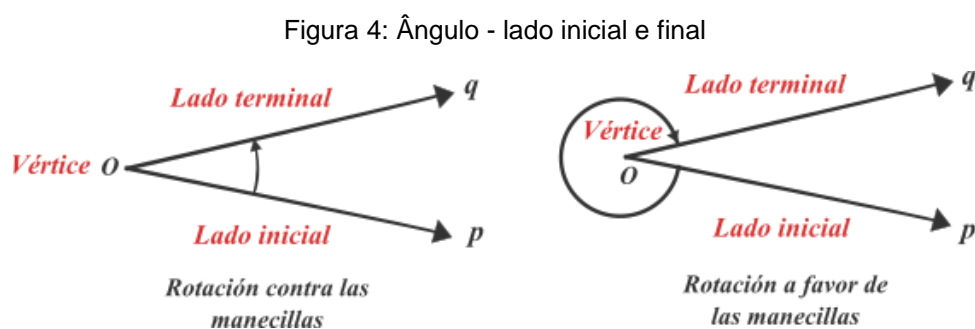 Figura 4: Ângulo - lado inicial e final
Lado terminal q
Vértice O
Lado inicial p
Rotación contra las
manecillas
Lado terminal q
Vértice
O
Lado inicial p
Rotación a favor de
las manecillas